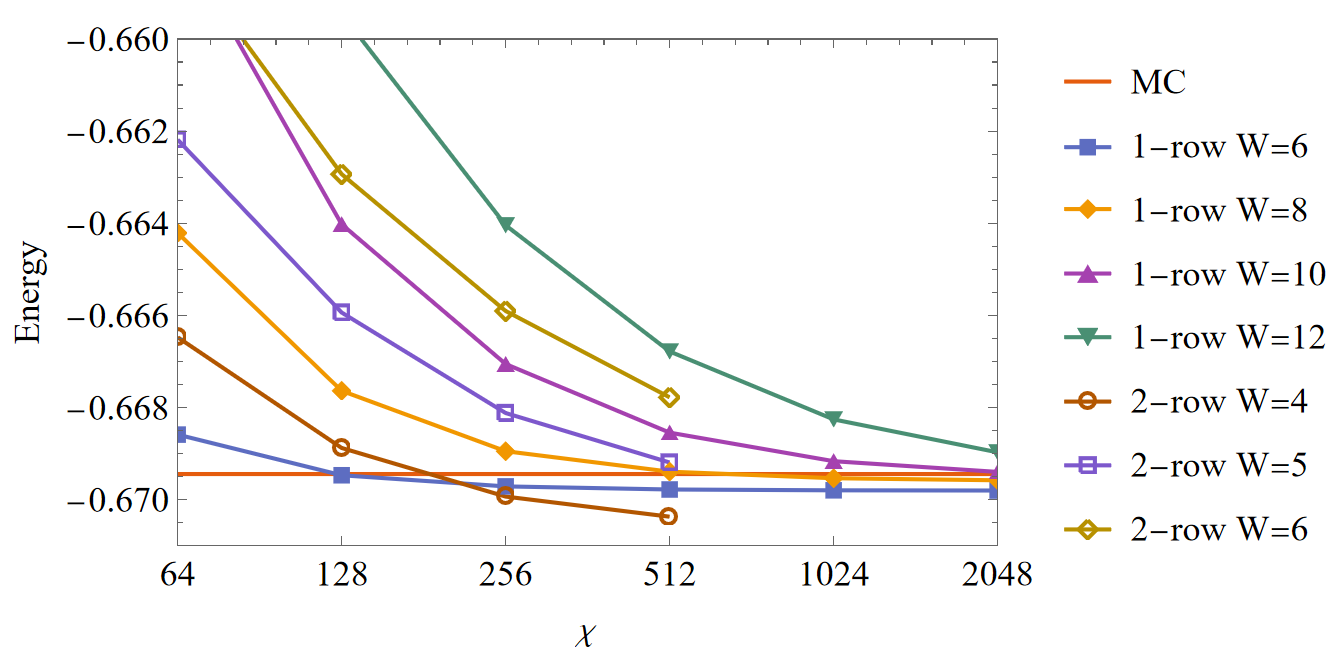 −0.660
−0.662
−0.664
−0.666
−0.668
−0.670
Energy
64 128 256 512 1024 2048
χ
MC
1−row W=6
1−row W=8
1−row W=10
1−row W=12
2−row W=4
2−row W=5
2−row W=6